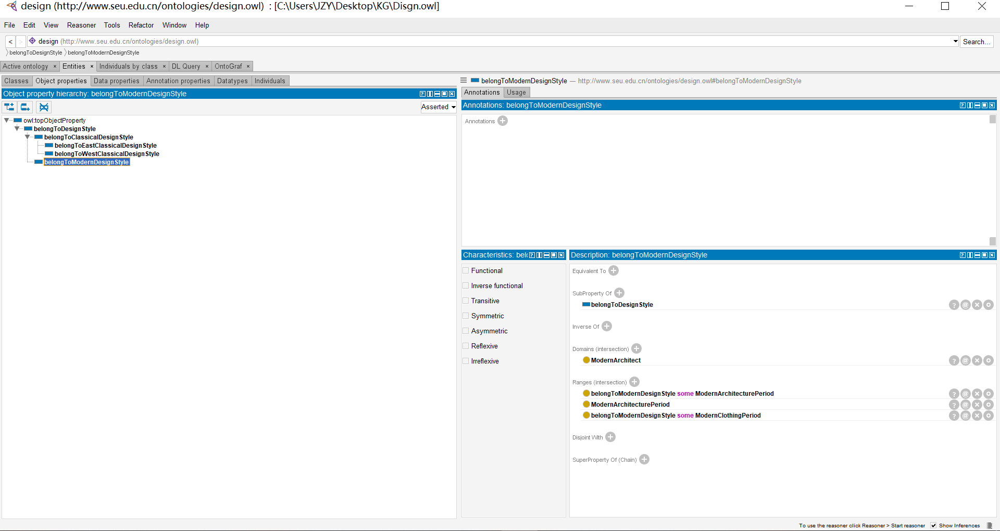 design (http://www.seu.edu.cn/ontologies/design.owl) : [C:\Users\JZY\Desktop\KG\Disgn.owl]
File Edit View Reasoner Tools Refactor Window Help
< > design (http://www.seu.edu.cn/ontologies/design.owl) Search...
belongToDesignStyle belongToModernDesignStyle
Active ontology × Entities × Individuals by class × DL Query × OntoGraf ×
Classes Object properties Data properties Annotation properties Datatypes Individuals
Object property hierarchy: belongToModernDesignStyle
Asserted
owl:topObjectProperty
belongToDesignStyle
belongToClassicalDesignStyle
belongToEastClassicalDesignStyle
belongToWestClassicalDesignStyle
belongToModernDesignStyle
belongToModernDesignStyle — http://www.seu.edu.cn/ontologies/design.owl#belongToModernDesignStyle
Annotations Usage
Annotations: belongToModernDesignStyle
Annotations
Characteristics: belo
Functional
Inverse functional
Transitive
Symmetric
Asymmetric
Reflexive
Irreflexive
Description: belongToModernDesignStyle
Equivalent To
SubProperty Of
belongToDesignStyle
Inverse Of
Domains (intersection)
ModernArchitect
Ranges (intersection)
belongToModernDesignStyle some ModernArchitecturePeriod
ModernArchitecturePeriod
belongToModernDesignStyle some ModernClothingPeriod
Disjoint With
SuperProperty Of (Chain)
To use the reasoner click Reasoner > Start reasoner Show Inferences